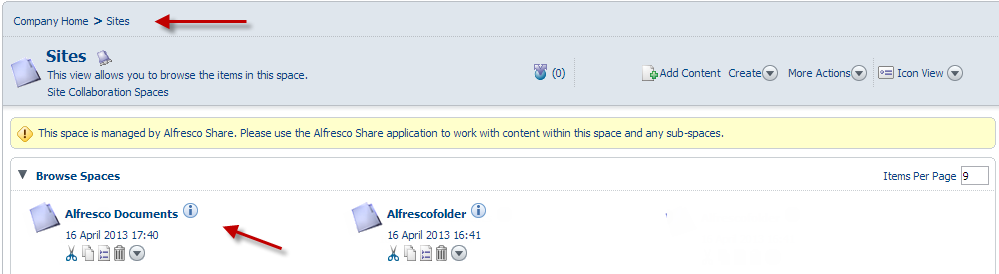 Company Home > Sites
Sites
This view allows you to browse the items in this space.
Site Collaboration Spaces
(0)
Add Content Create More Actions Icon View
This space is managed by Alfresco Share. Please use the Alfresco Share application to work with content within this space and any sub-spaces.
Browse Spaces Items Per Page 9
Alfresco Documents Alfrescofolder
16 April 2013 17:40 16 April 2013 16:41